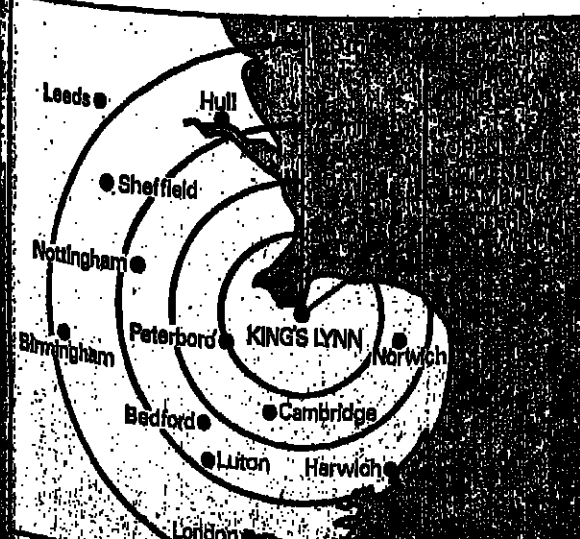 Leeds
Hull
Sheffield
Nottingham
Peterboro'
KING'S LYNN
Birmingham
Norwich
Bedford
Cambridge
Luton
Harwich
London